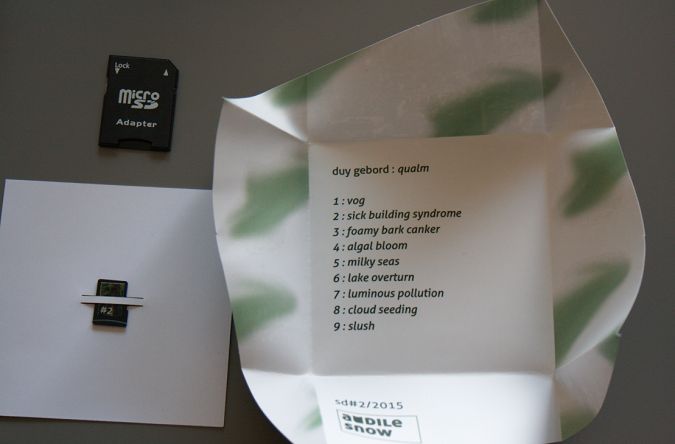 Lock
Micro
SD
Adapter
#2
duy gebord : qualm
1 : vog
2 : sick building syndrome
3 : foamy bark canker
4 : algal bloom
5 : milky seas
6 : lake overturn
7 : luminous pollution
8 : cloud seeding
9 : slush
sd#2/2015
audile
snow